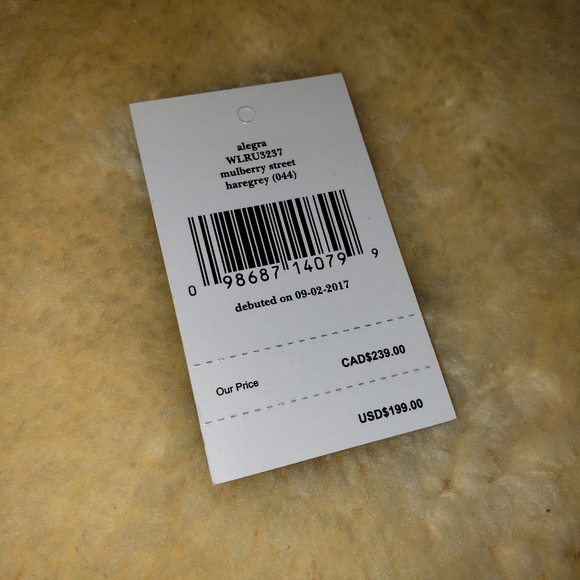 alegra
WLRU3237
mulberry street
haregrey (044)
0 98687 14079 9
debuted on 09-02-2017
CAD$239.00
Our Price
USD$199.00